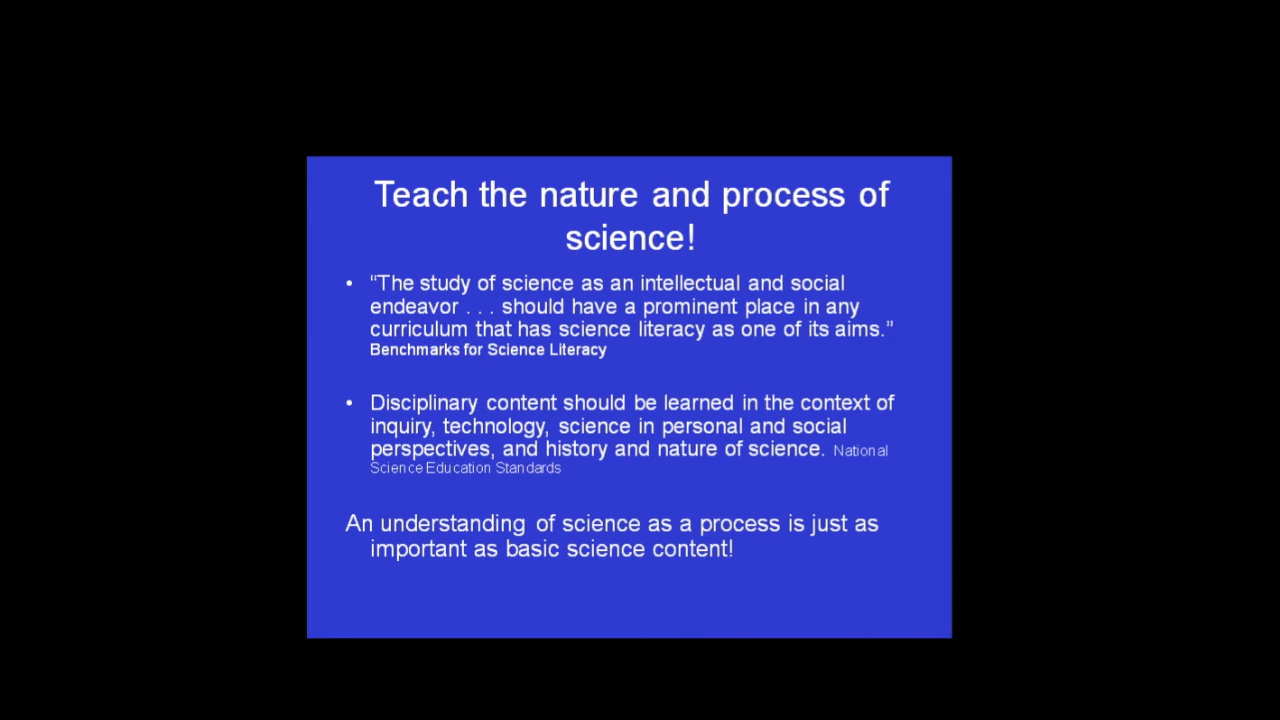 Teach the nature and process of
science!
• “The study of science as an intellectual and social
endeavor . . . should have a prominent place in any
curriculum that has science literacy as one of its aims.”
Benchmarks for Science Literacy
• Disciplinary content should be learned in the context of
inquiry, technology, science in personal and social
perspectives, and history and nature of science. National
Science Education Standards
An understanding of science as a process is just as
important as basic science content!